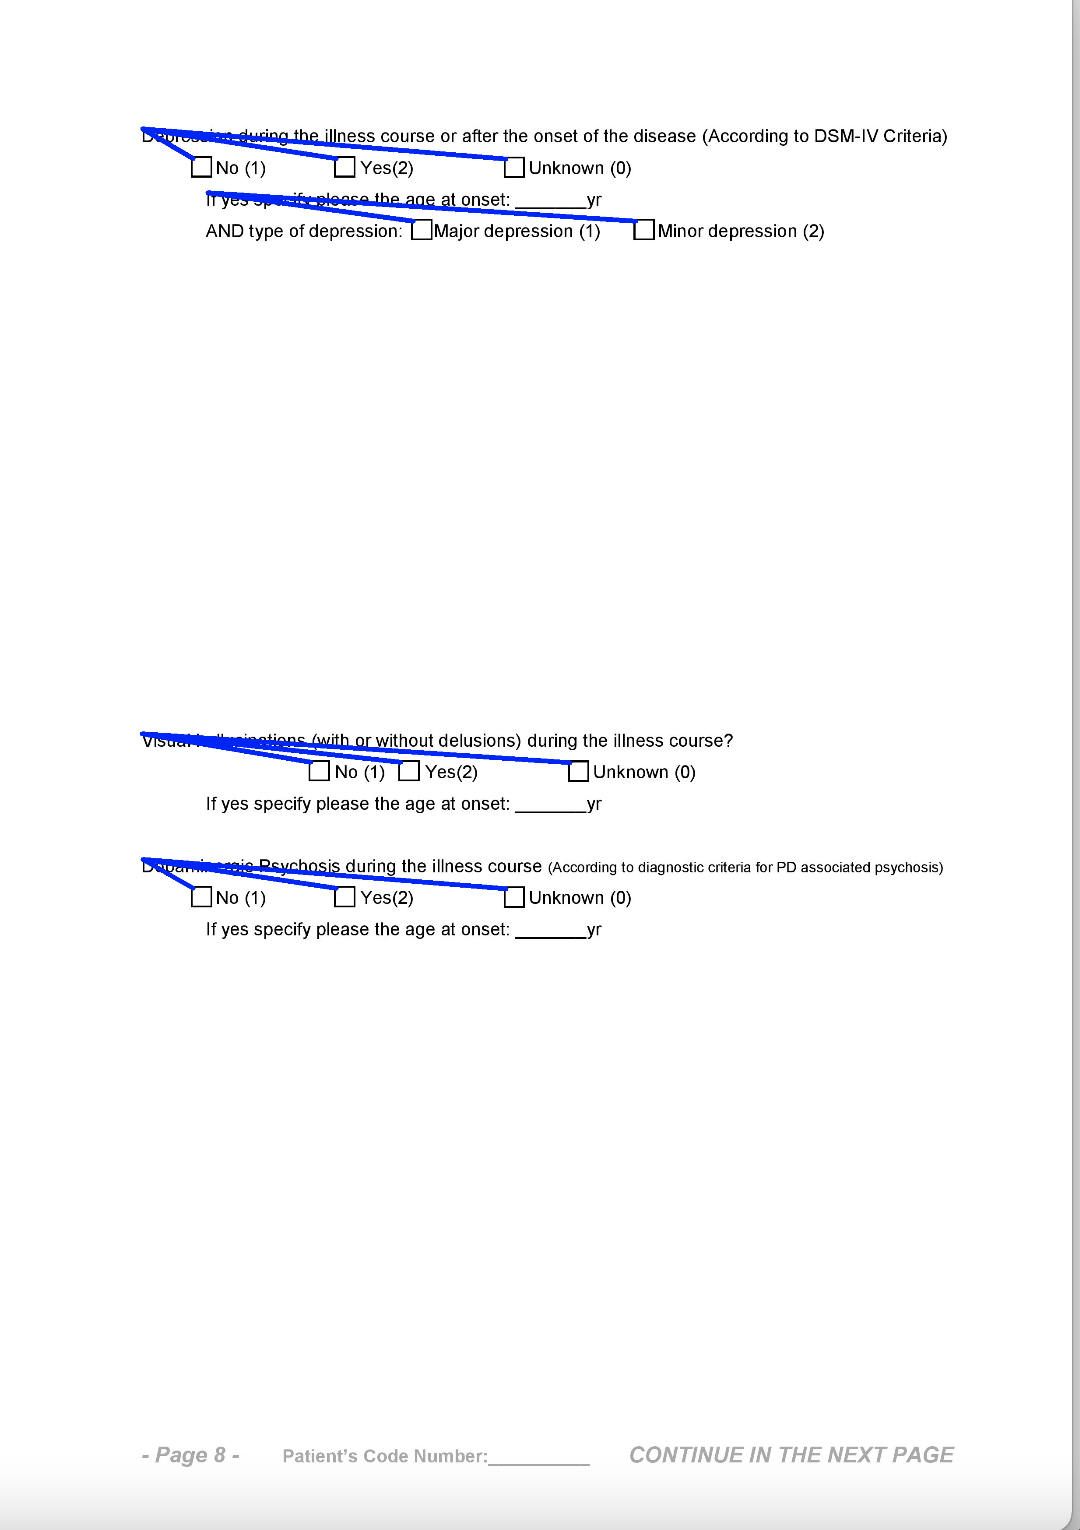 Depression during the illness course or after the onset of the disease (According to DSM-IV Criteria)
No (1) Yes(2) Unknown (0)
If yes specify please the age at onset: _______yr
AND type of depression: Major depression (1) Minor depression (2)
Visual hallucinations (with or without delusions) during the illness course?
No (1) Yes(2) Unknown (0)
If yes specify please the age at onset: _______yr
Dopaminergic Psychosis during the illness course (According to diagnostic criteria for PD associated psychosis)
No (1) Yes(2) Unknown (0)
If yes specify please the age at onset: _______yr
- Page 8 - Patient’s Code Number:__________ CONTINUE IN THE NEXT PAGE